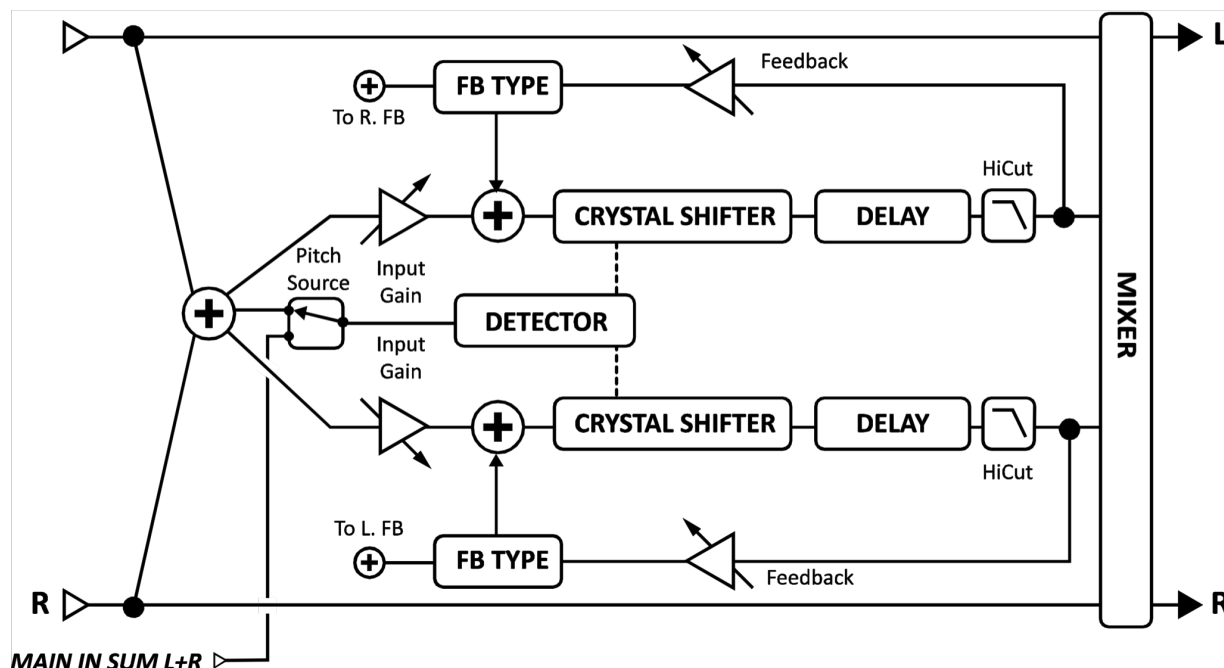 L
Feedback
FB TYPE
To R. FB
HiCut
CRYSTAL SHIFTER
DELAY
Pitch
Source
Input
Gain
DETECTOR
MIXER
Input
Gain
CRYSTAL SHIFTER
DELAY
HiCut
To L. FB
FB TYPE
Feedback
R
R
MAIN IN SUM L+R